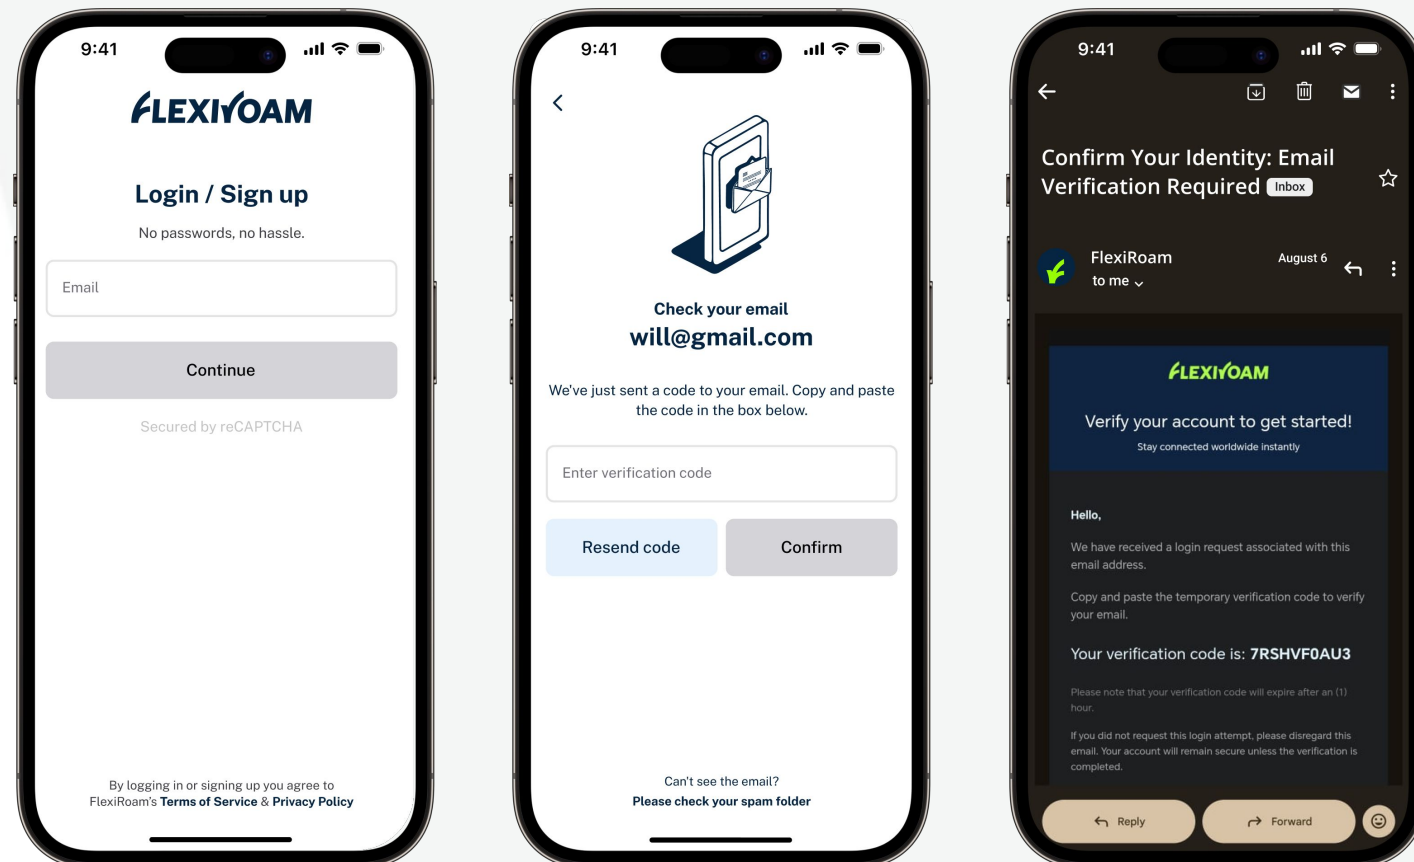 9:41
FLEXIROAM
Login / Sign up
No passwords, no hassle.
Email
Continue
Secured by reCAPTCHA
By logging in or signing up you agree to
FlexiRoam's Terms of Service & Privacy Policy
9:41
Check your email
will@gmail.com
We've just sent a code to your email. Copy and paste
the code in the box below.
Enter verification code
Resend code
Confirm
Can't see the email?
Please check your spam folder
9:41
Confirm Your Identity: Email
Verification Required Inbox
FlexiRoam
August 6
to me
FLEXIROAM
Verify your account to get started!
Stay connected worldwide instantly
Hello,
We have received a login request associated with this
email address.
Copy and paste the temporary verification code to verify
your email.
Your verification code is: 7RSHVF0AU3
Please note that your verification code will expire after an (1)
hour.
If you did not request this login attempt, please disregard this
email. Your account will remain secure unless the verification is
completed.
Reply
Forward